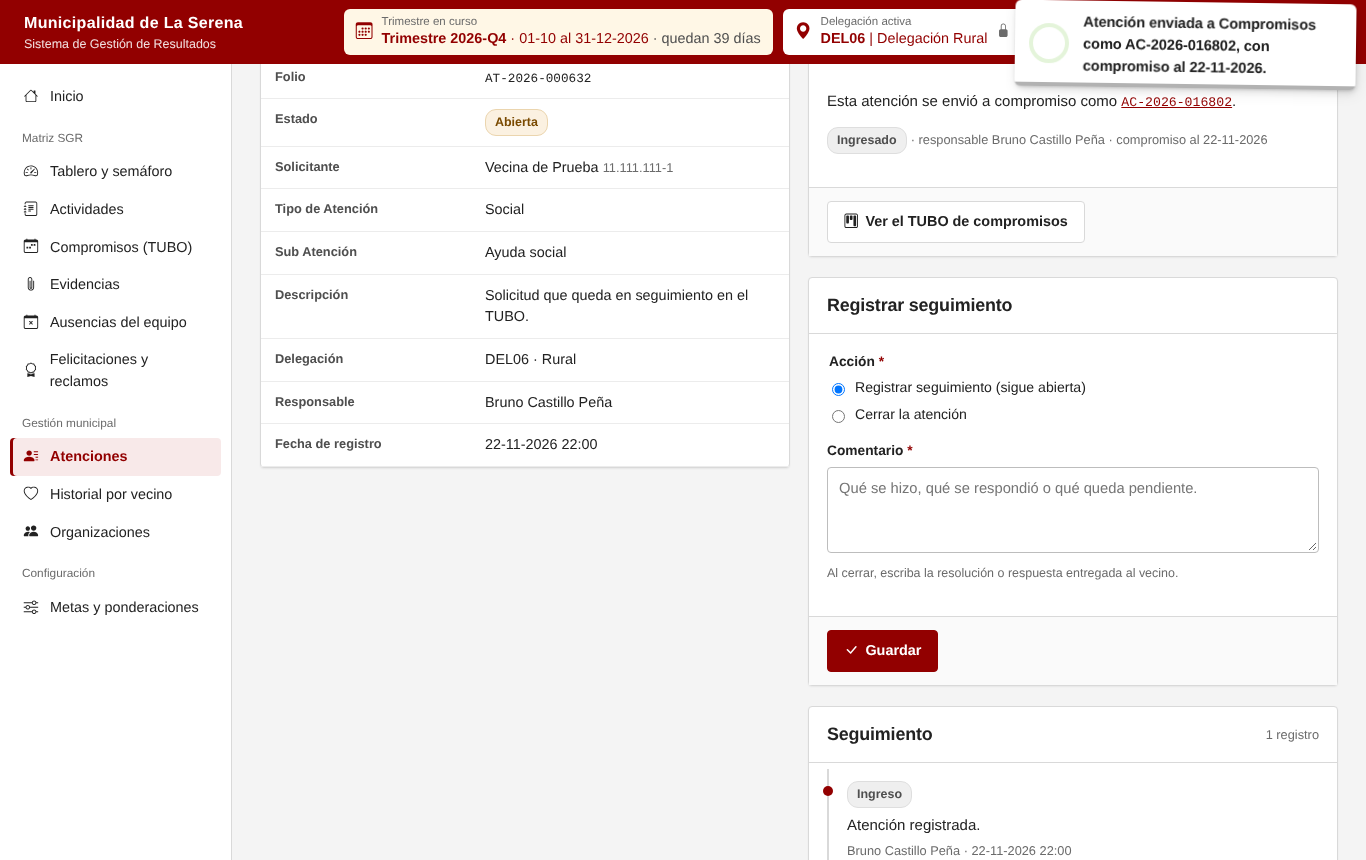 Municipalidad de La Serena
Sistema de Gestión de Resultados
Trimestre en curso
Trimestre 2026-Q4 · 01-10 al 31-12-2026 · quedan 39 días
Delegación activa
DEL06 | Delegación Rural
Atención enviada a Compromisos
como AC-2026-016802, con
compromiso al 22-11-2026.
Inicio
Matriz SGR
Tablero y semáforo
Actividades
Compromisos (TUBO)
Evidencias
Ausencias del equipo
Felicitaciones y
reclamos
Gestión municipal
Atenciones
Historial por vecino
Organizaciones
Configuración
Metas y ponderaciones
Folio AT-2026-000632
Estado Abierta
Solicitante Vecina de Prueba 11.111.111-1
Tipo de Atención Social
Sub Atención Ayuda social
Descripción Solicitud que queda en seguimiento en el
TUBO.
Delegación DEL06 · Rural
Responsable Bruno Castillo Peña
Fecha de registro 22-11-2026 22:00
Esta atención se envió a compromiso como AC-2026-016802.
Ingresado · responsable Bruno Castillo Peña · compromiso al 22-11-2026
Ver el TUBO de compromisos
Registrar seguimiento
Acción *
Registrar seguimiento (sigue abierta)
Cerrar la atención
Comentario *
Qué se hizo, qué se respondió o qué queda pendiente.
Al cerrar, escriba la resolución o respuesta entregada al vecino.
Guardar
Seguimiento 1 registro
Ingreso
Atención registrada.
Bruno Castillo Peña · 22-11-2026 22:00